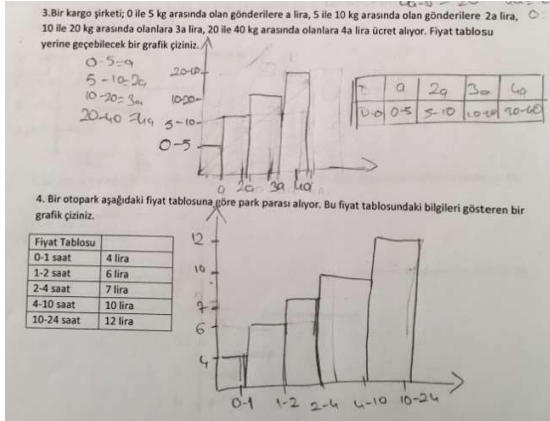 3.Bir kargo şirketi; 0 ile 5 kg arasında olan gönderilere a lira, 5 ile 10 kg arasında olan gönderilere 2a lira,
10 ile 20 kg arasında olanlara 3a lira, 20 ile 40 kg arasında olanlara 4a lira ücret alıyor. Fiyat tablosu
yerine geçebilecek bir grafik çiziniz.
0-5=a
5-10=2a
10-20=3a
20-40=4a
20-40
10-20
5-10
0-5
a 2a 3a 4a
a 2a 3a 4a
0-5 5-10 10-20 20-40
4. Bir otopark aşağıdaki fiyat tablosuna göre park parası alıyor. Bu fiyat tablosundaki bilgileri gösteren bir
grafik çiziniz.
Fiyat Tablosu
0-1 saat 4 lira
1-2 saat 6 lira
2-4 saat 7 lira
4-10 saat 10 lira
10-24 saat 12 lira
12
10
7
6
4
0-1 1-2 2-4 4-10 10-24